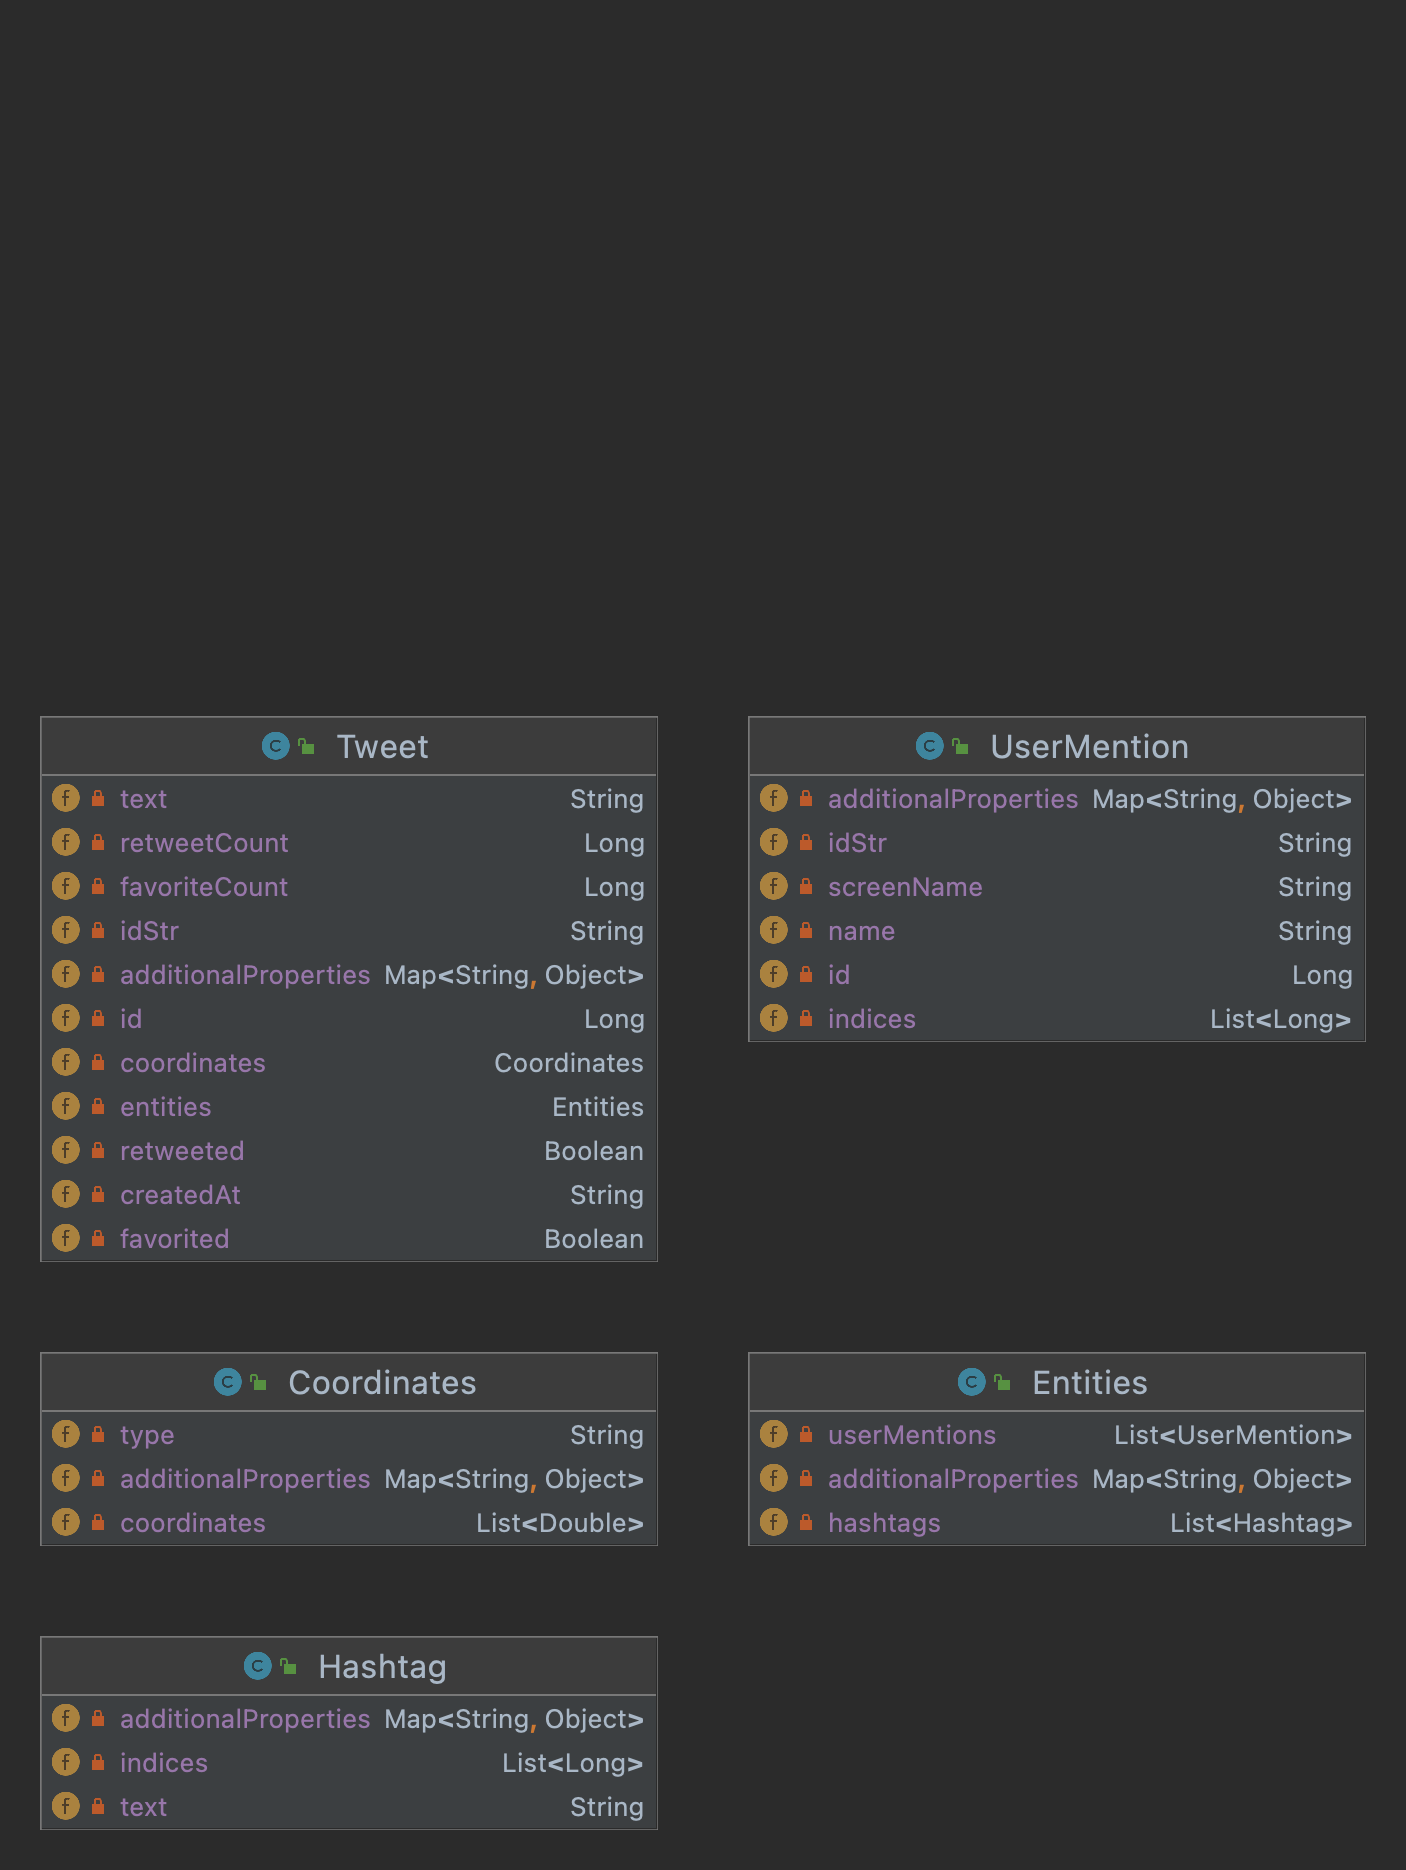 Tweet
text String
retweetCount Long
favoriteCount Long
idStr String
additionalProperties Map<String, Object>
id Long
coordinates Coordinates
entities Entities
retweeted Boolean
createdAt String
favorited Boolean
UserMention
additionalProperties Map<String, Object>
idStr String
screenName String
name String
id Long
indices List<Long>
Coordinates
type String
additionalProperties Map<String, Object>
coordinates List<Double>
Entities
userMentions List<UserMention>
additionalProperties Map<String, Object>
hashtags List<Hashtag>
Hashtag
additionalProperties Map<String, Object>
indices List<Long>
text String